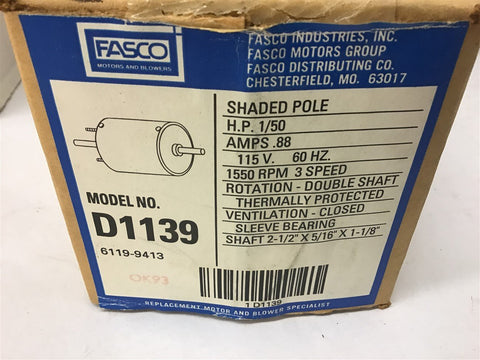 FASCO
MOTORS AND BLOWERS
FASCO INDUSTRIES, INC.
FASCO MOTORS GROUP
FASCO DISTRIBUTING CO.
CHESTERFIELD, MO. 63017
MODEL NO.
D1139
6119-9413
OK93
SHADED POLE
H.P. 1/50
AMPS .88
115 V. 60 HZ.
1550 RPM 3 SPEED
ROTATION - DOUBLE SHAFT
THERMALLY PROTECTED
VENTILATION - CLOSED
SLEEVE BEARING
SHAFT 2-1/2" X 5/16" X 1-1/8"
1 D1139
REPLACEMENT MOTOR AND BLOWER SPECIALIST